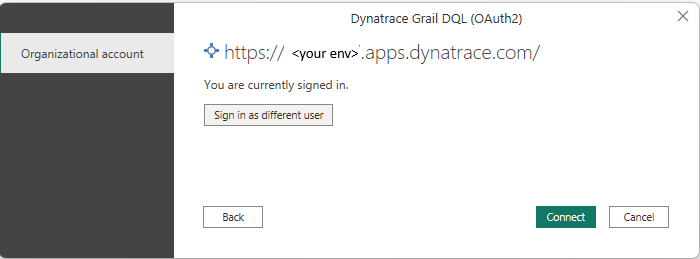 Dynatrace Grail DQL (OAuth2)
Organizational account
https:// <your env>.apps.dynatrace.com/
You are currently signed in.
Sign in as different user
Back
Connect
Cancel